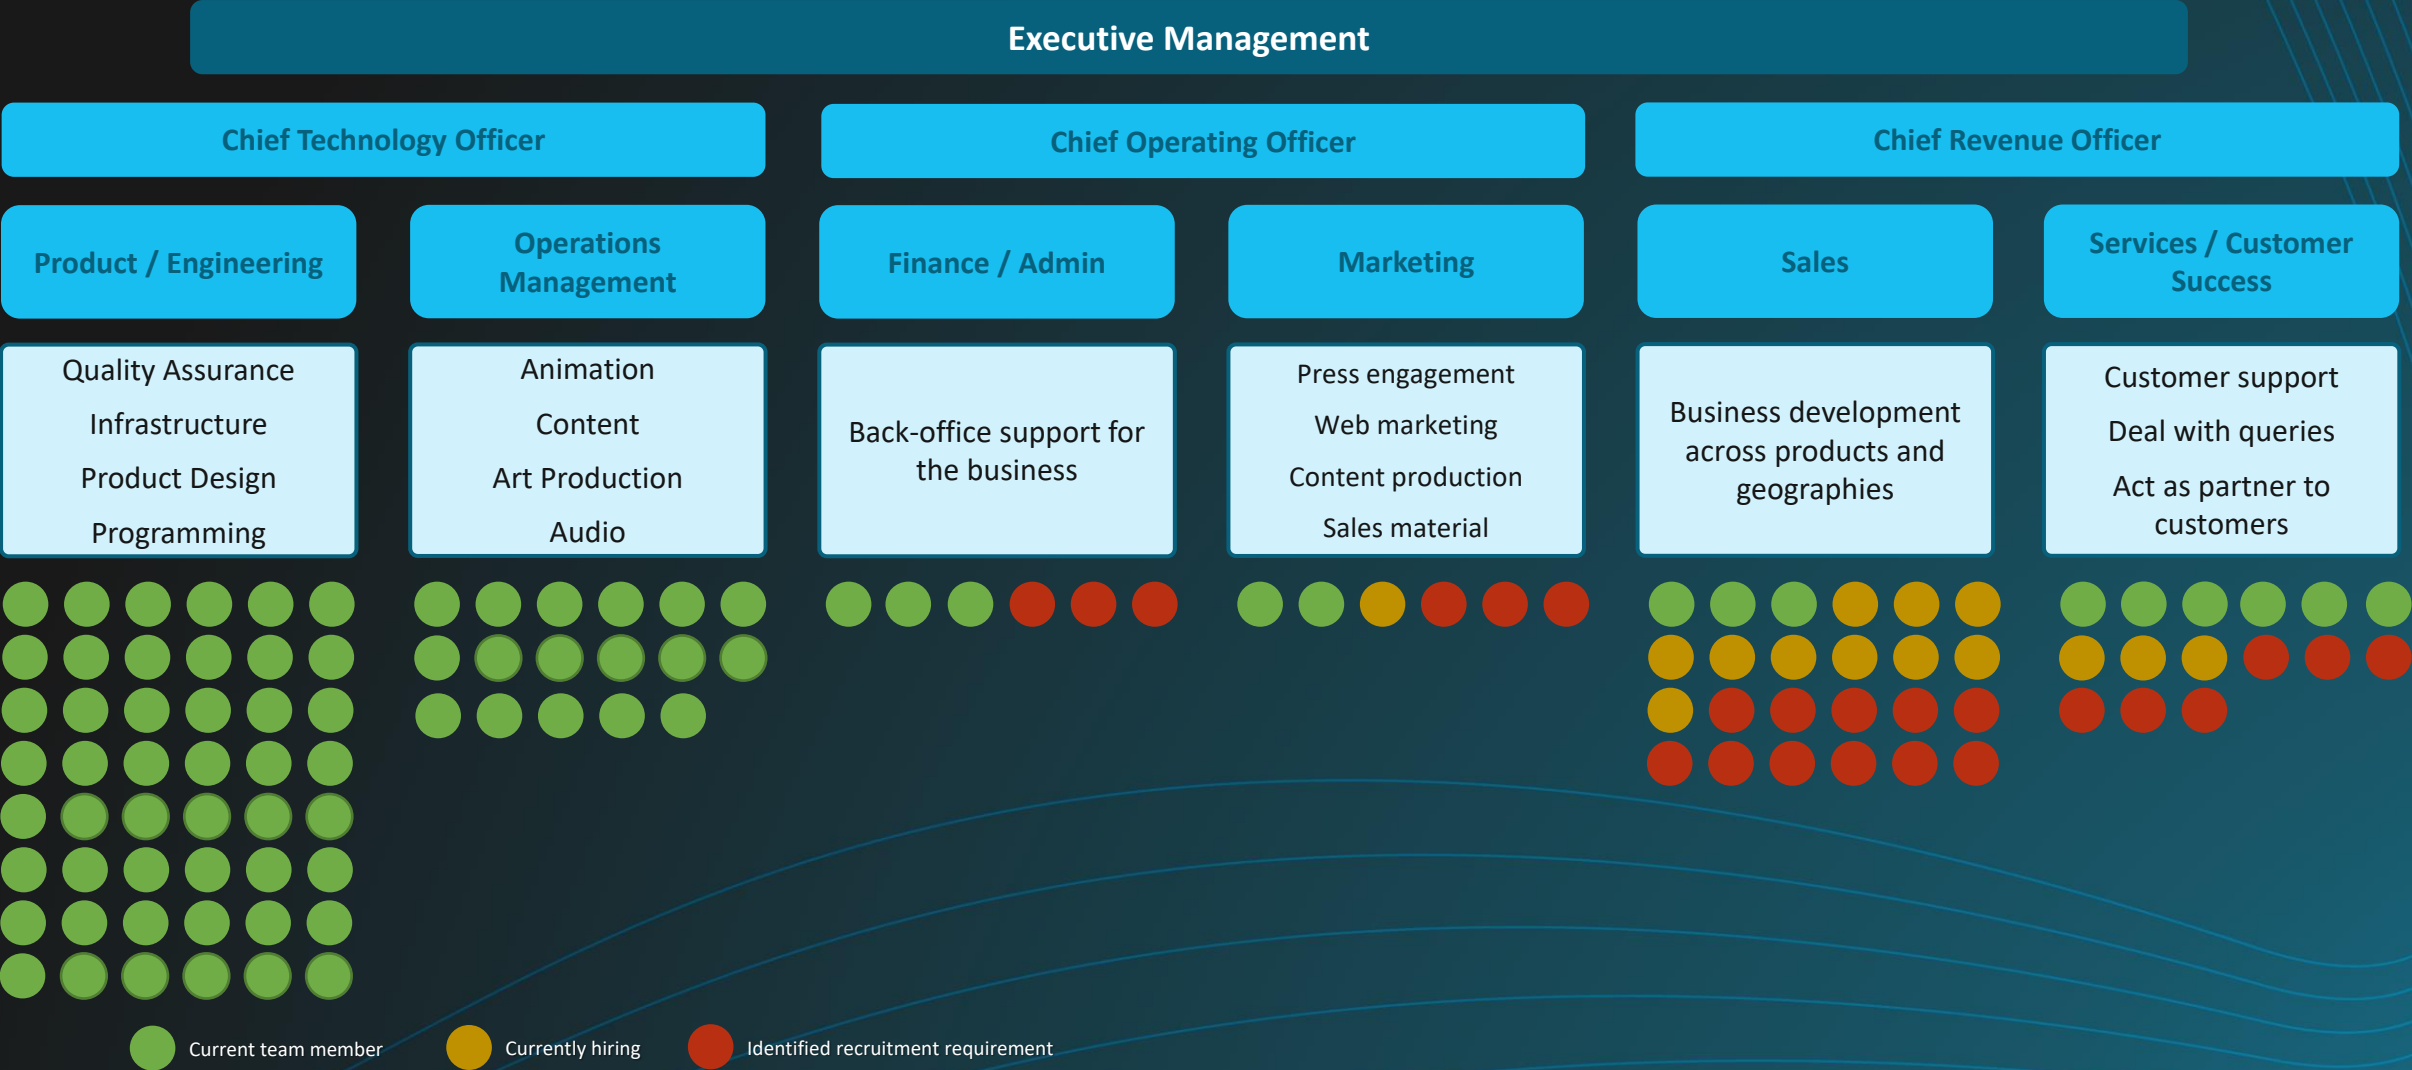 Executive Management
Chief Technology Officer
Chief Operating Officer
Chief Revenue Officer
Product / Engineering
Operations
Management
Finance / Admin
Marketing
Sales
Services / Customer
Success
Quality Assurance
Infrastructure
Product Design
Programming
Animation
Content
Art Production
Audio
Back-office support for
the business
Press engagement
Web marketing
Content production
Sales material
Business development
across products and
geographies
Customer support
Deal with queries
Act as partner to
customers
Current team member
Currently hiring
Identified recruitment requirement